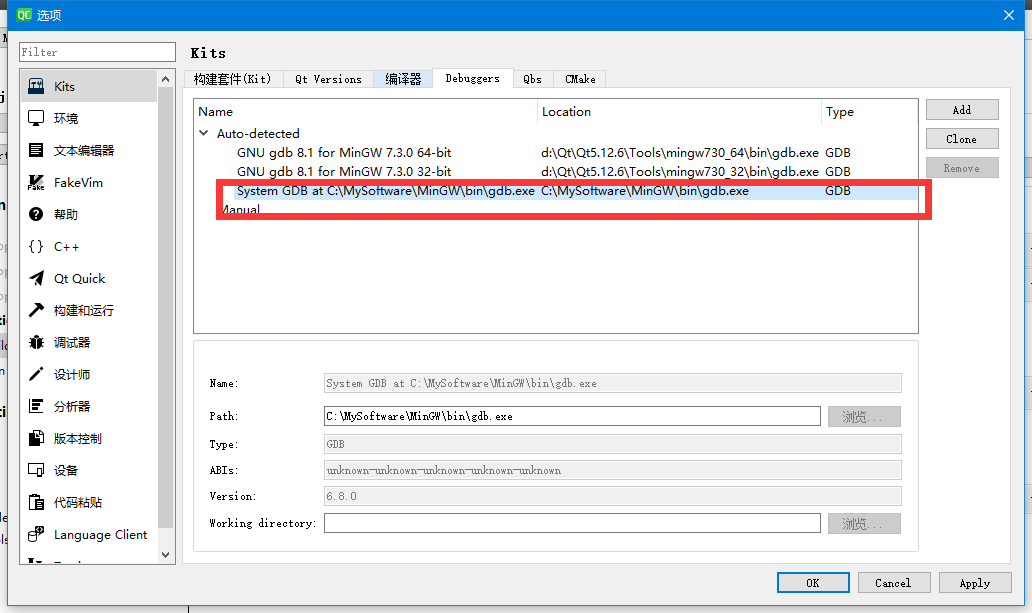 QC 选项
Filter
Kits
环境
文本编辑器
FakeVim
帮助
C++
Qt Quick
构建和运行
调试器
设计师
分析器
版本控制
设备
代码粘贴
Language Client
Kits
构建套件(Kit) Qt Versions 编译器 Debuggers Qbs CMake
Name Location Type
Auto-detected
GNU gdb 8.1 for MinGW 7.3.0 64-bit d:\Qt\Qt5.12.6\Tools\mingw730_64\bin\gdb.exe GDB
GNU gdb 8.1 for MinGW 7.3.0 32-bit d:\Qt\Qt5.12.6\Tools\mingw730_32\bin\gdb.exe GDB
System GDB at C:\MySoftware\MinGW\bin\gdb.exe C:\MySoftware\MinGW\bin\gdb.exe GDB
Manual
Add
Clone
Remove
Name: System GDB at C:\MySoftware\MinGW\bin\gdb.exe
Path: C:\MySoftware\MinGW\bin\gdb.exe 浏览...
Type: GDB
ABIs: unknown-unknown-unknown-unknown-unknown
Version: 6.8.0
Working directory: 浏览...
OK Cancel Apply